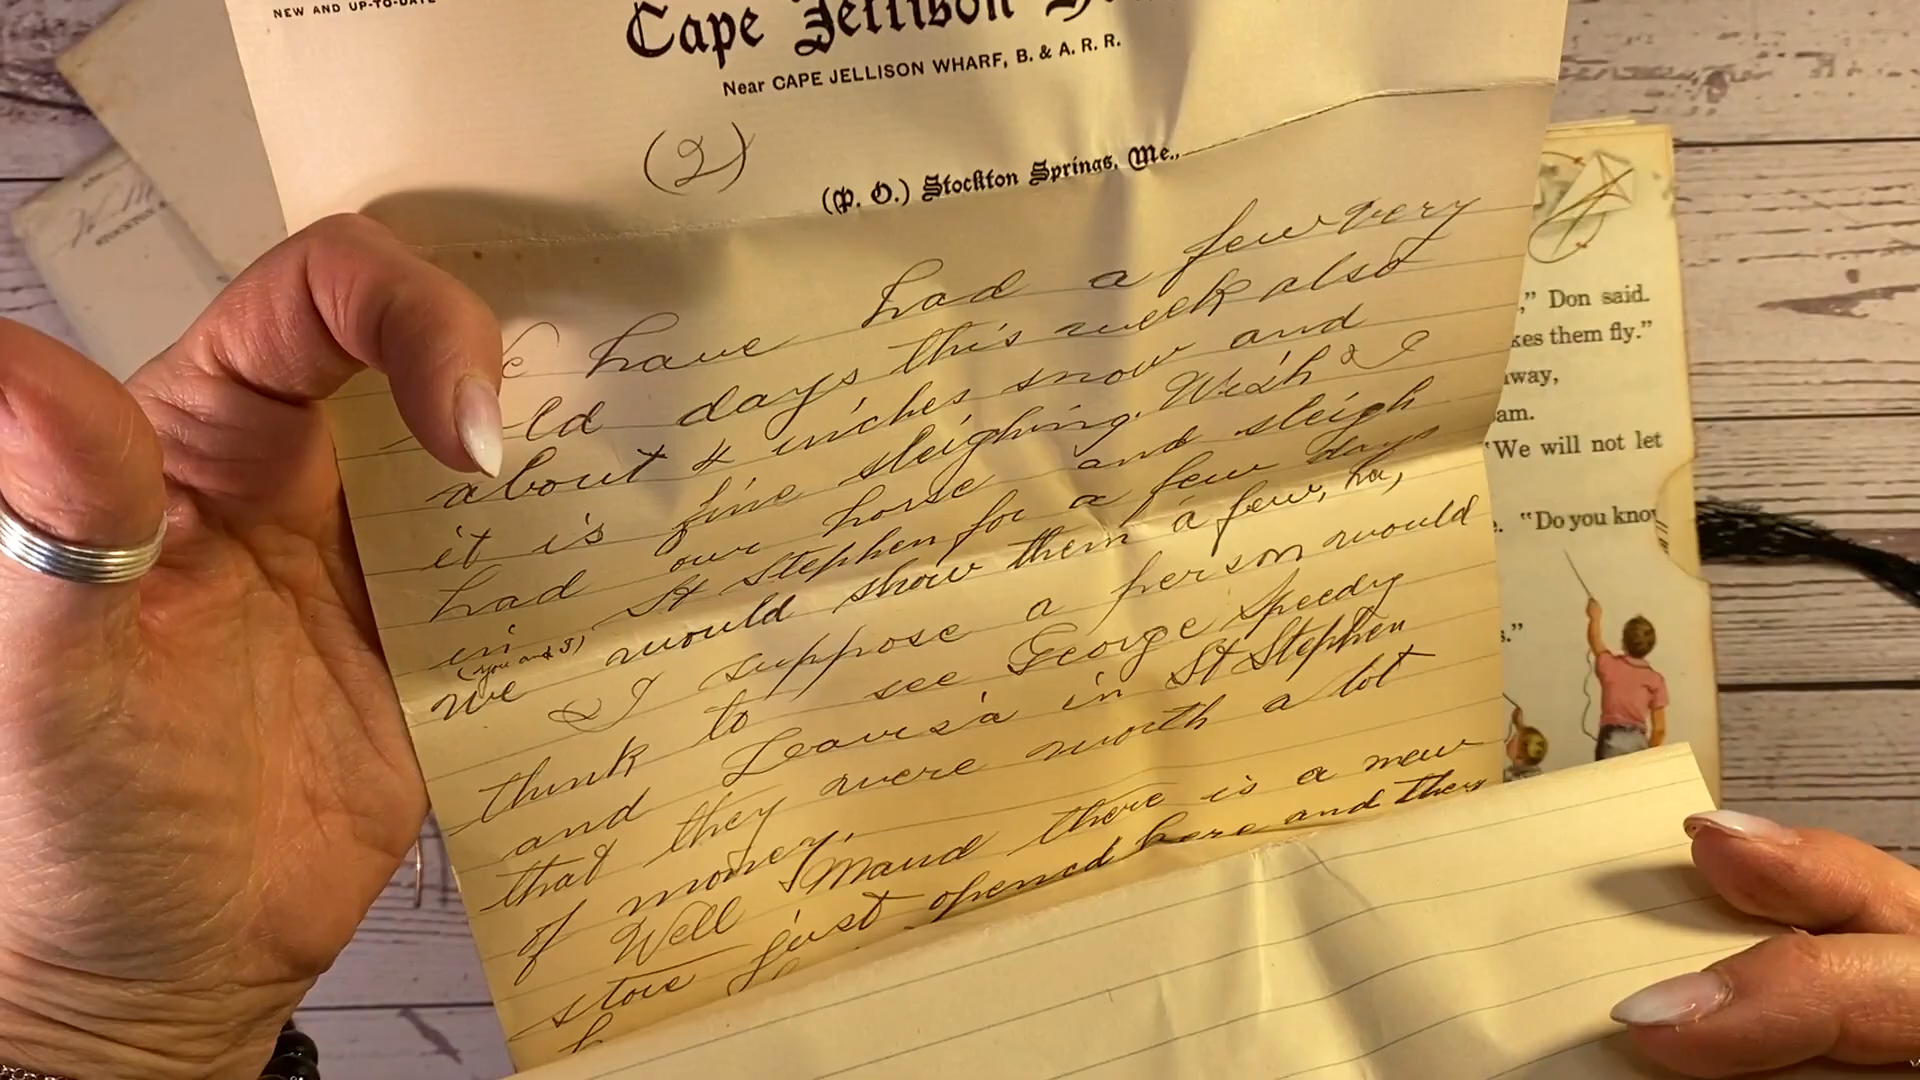 NEW AND UP-TO-DATE
Cape Jellison
Near CAPE JELLISON WHARF, B. & A. R. R.
(2)
(P. O.) Stockton Springs, Me.,
have had a few very
days this week also
about 4 inches snow and
it is fine sleighing. Wish I
had our horse and sleigh
in St Stephen for a few days
(you and I)
we would show them a few, ha,
I suppose a person would
think to see George Speedy
and Leavisa in St Stephen
that they were worth a lot
of money.
Well Maud there is a new
store just opened here and they
," Don said.
kes them fly."
way,
am.
"We will not let
"Do you know
s."